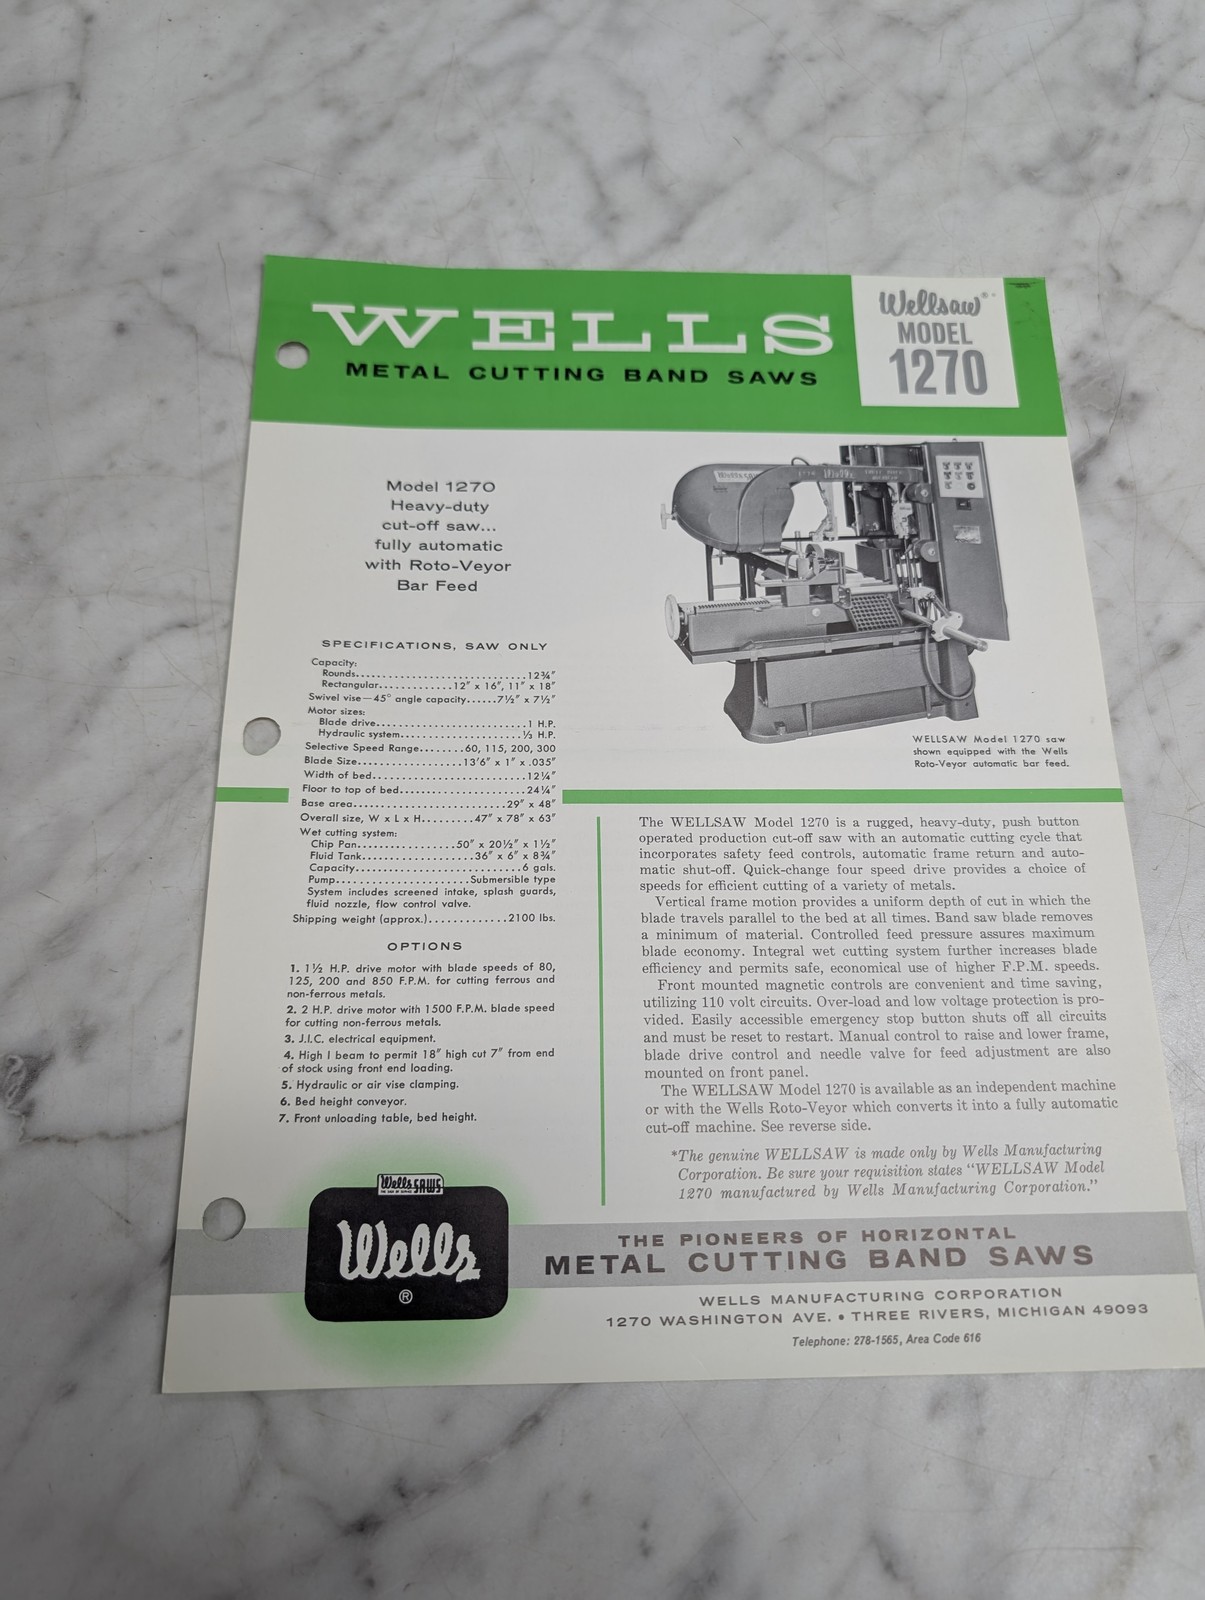 WELLS
METAL CUTTING BAND SAWS
Wellsaw®*
MODEL
1270
Model 1270
Heavy-duty
cut-off saw...
fully automatic
with Roto-Veyor
Bar Feed
SPECIFICATIONS, SAW ONLY
Capacity:
Rounds..............................12¾″
Rectangular.............12″ x 16″, 11″ x 18″
Swivel vise—45° angle capacity......7½″ x 7½″
Motor sizes:
Blade drive...........................1 H.P.
Hydraulic system......................⅓ H.P.
Selective Speed Range........60, 115, 200, 300
Blade Size...................13′6″ x 1″ x .035″
Width of bed...........................12¼″
Floor to top of bed.......................24¼″
Base area...........................29″ x 48″
Overall size, W x L x H.........47″ x 78″ x 63″
Wet cutting system:
Chip Pan.................50″ x 20½″ x 1½″
Fluid Tank....................36″ x 6″ x 8¾″
Capacity.............................6 gals.
Pump.......................Submersible type
System includes screened intake, splash guards,
fluid nozzle, flow control valve.
Shipping weight (approx.).............2100 lbs.
OPTIONS
1. 1½ H.P. drive motor with blade speeds of 80,
125, 200 and 850 F.P.M. for cutting ferrous and
non-ferrous metals.
2. 2 H.P. drive motor with 1500 F.P.M. blade speed
for cutting non-ferrous metals.
3. J.I.C. electrical equipment.
4. High I beam to permit 18″ high cut 7″ from end
of stock using front end loading.
5. Hydraulic or air vise clamping.
6. Bed height conveyor.
7. Front unloading table, bed height.
WELLSAW Model 1270 saw
shown equipped with the Wells
Roto-Veyor automatic bar feed.
The WELLSAW Model 1270 is a rugged, heavy-duty, push button
operated production cut-off saw with an automatic cutting cycle that
incorporates safety feed controls, automatic frame return and auto-
matic shut-off. Quick-change four speed drive provides a choice of
speeds for efficient cutting of a variety of metals.
Vertical frame motion provides a uniform depth of cut in which the
blade travels parallel to the bed at all times. Band saw blade removes
a minimum of material. Controlled feed pressure assures maximum
blade economy. Integral wet cutting system further increases blade
efficiency and permits safe, economical use of higher F.P.M. speeds.
Front mounted magnetic controls are convenient and time saving,
utilizing 110 volt circuits. Over-load and low voltage protection is pro-
vided. Easily accessible emergency stop button shuts off all circuits
and must be reset to restart. Manual control to raise and lower frame,
blade drive control and needle valve for feed adjustment are also
mounted on front panel.
The WELLSAW Model 1270 is available as an independent machine
or with the Wells Roto-Veyor which converts it into a fully automatic
cut-off machine. See reverse side.
*The genuine WELLSAW is made only by Wells Manufacturing
Corporation. Be sure your requisition states "WELLSAW Model
1270 manufactured by Wells Manufacturing Corporation."
Wells SAWS
Wells
®
THE PIONEERS OF HORIZONTAL
METAL CUTTING BAND SAWS
WELLS MANUFACTURING CORPORATION
1270 WASHINGTON AVE. • THREE RIVERS, MICHIGAN 49093
Telephone: 278-1565, Area Code 616